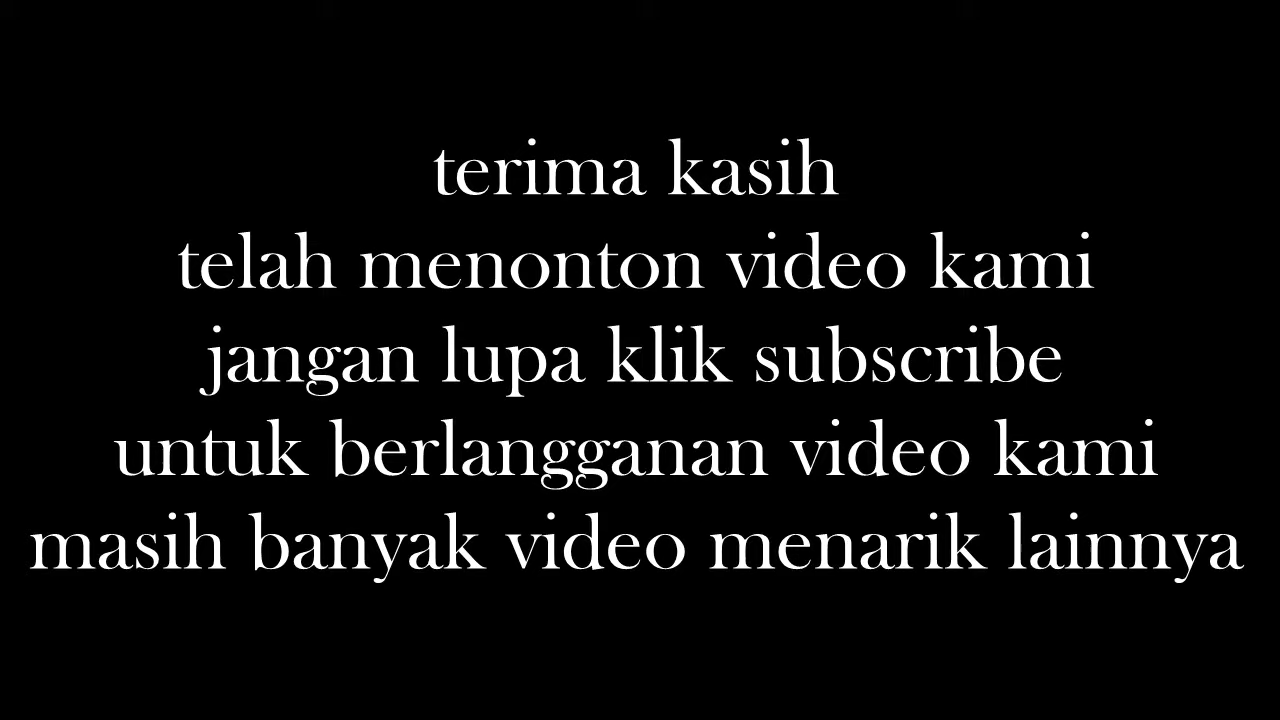 terima kasih
telah menonton video kami
jangan lupa klik subscribe
untuk berlangganan video kami
masih banyak video menarik lainnya